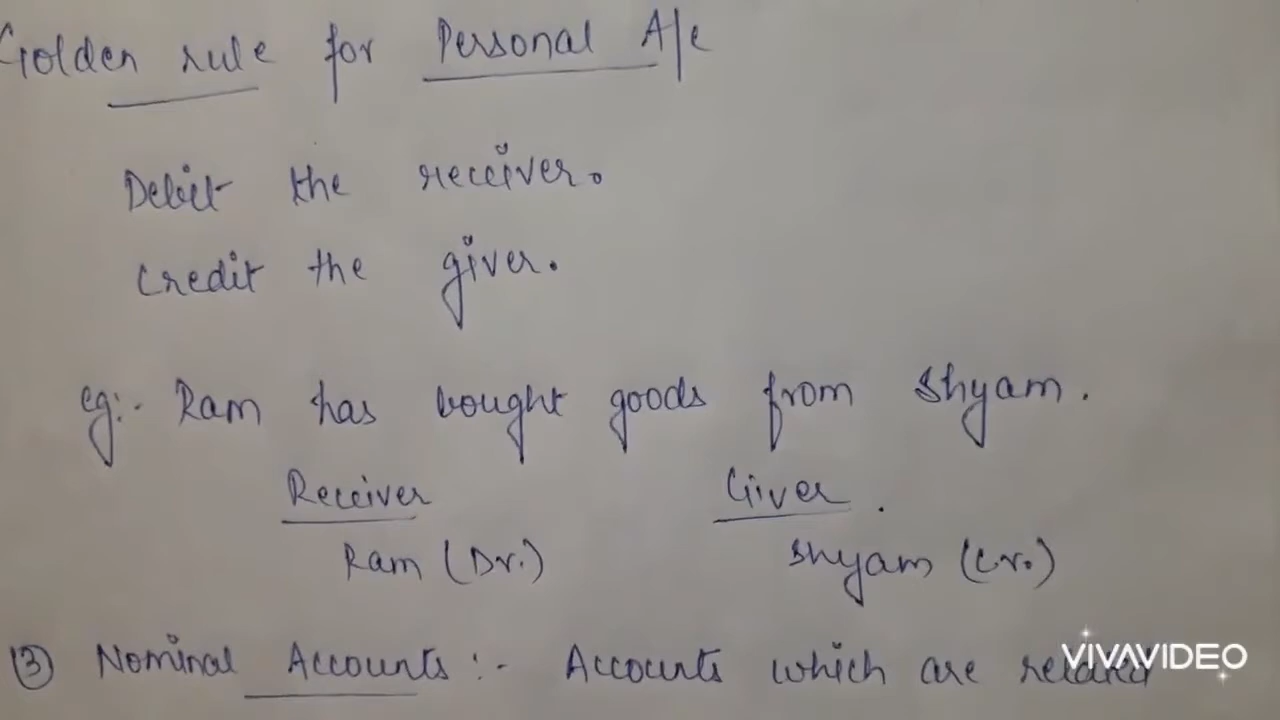 Golden rule for Personal A/c
Debit the receiver.
Credit the giver.
eg:- Ram has bought goods from Shyam.
Receiver Giver.
Ram (Dr.) Shyam (Cr.)
③ Nominal Accounts :- Accounts which are related
VIVAVIDEO